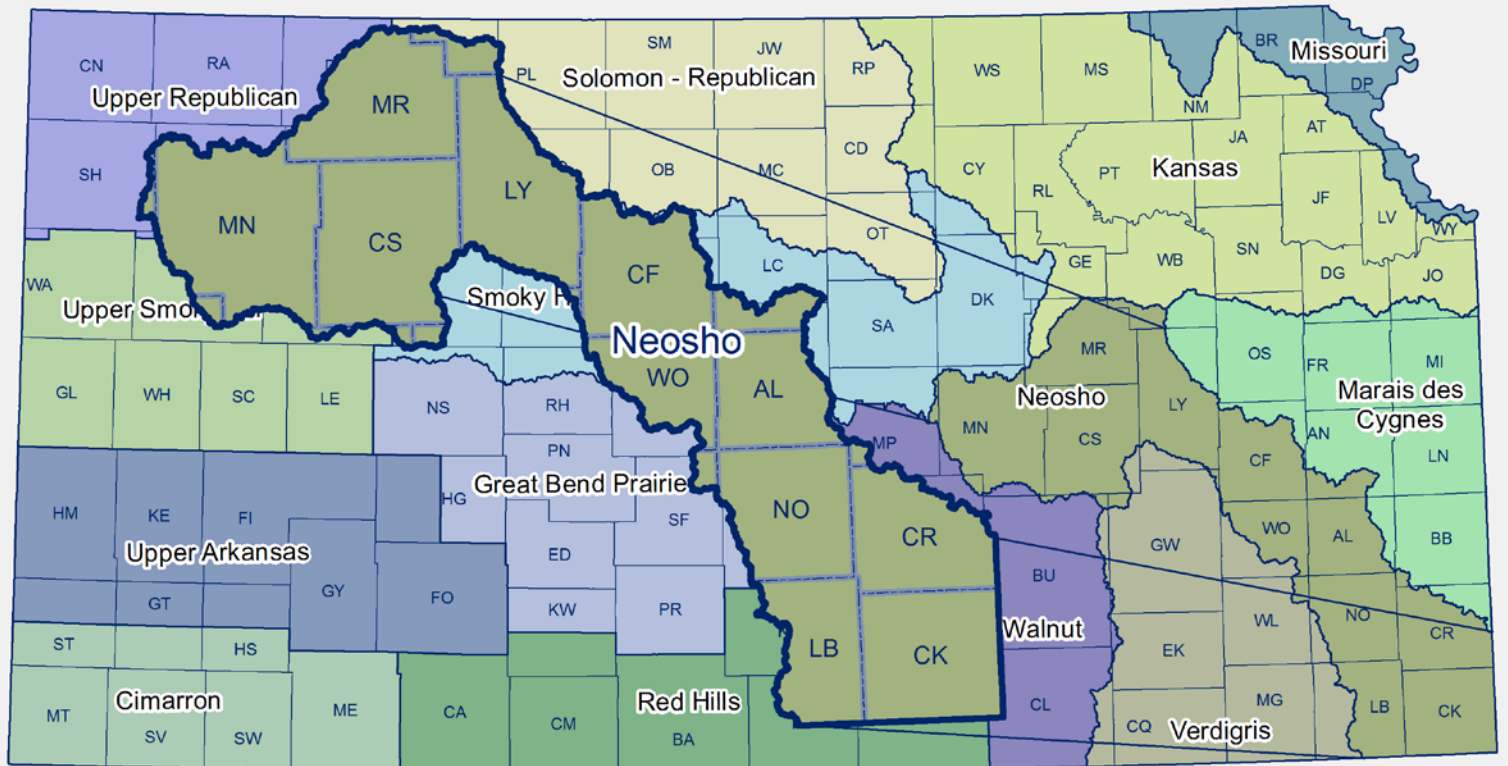 CN
RA
SM
JW
RP
WS
MS
BR
Missouri
PL
Solomon - Republican
DP
Upper Republican
MR
NM
AT
JA
SH
OB
MC
CD
CY
PT
Kansas
RL
JF
LV
LY
MN
CS
OT
WY
SN
WB
GE
DG
JO
CF
LC
WA
Smoky H
DK
Upper Smo
SA
Neosho
MR
OS
FR
MI
WO
AL
Marais des
Cygnes
GL
WH
SC
LE
NS
RH
Neosho
LY
MN
CS
AN
LN
MP
PN
CF
Great Bend Prairie
HG
HM
KE
FI
NO
SF
CR
WO
AL
BB
Upper Arkansas
ED
GW
BU
GY
FO
GT
KW
PR
NO
WL
CR
Walnut
ST
HS
LB
CK
EK
Cimarron
Red Hills
MT
SV
SW
ME
CA
CM
BA
CL
CQ
MG
Verdigris
LB
CK